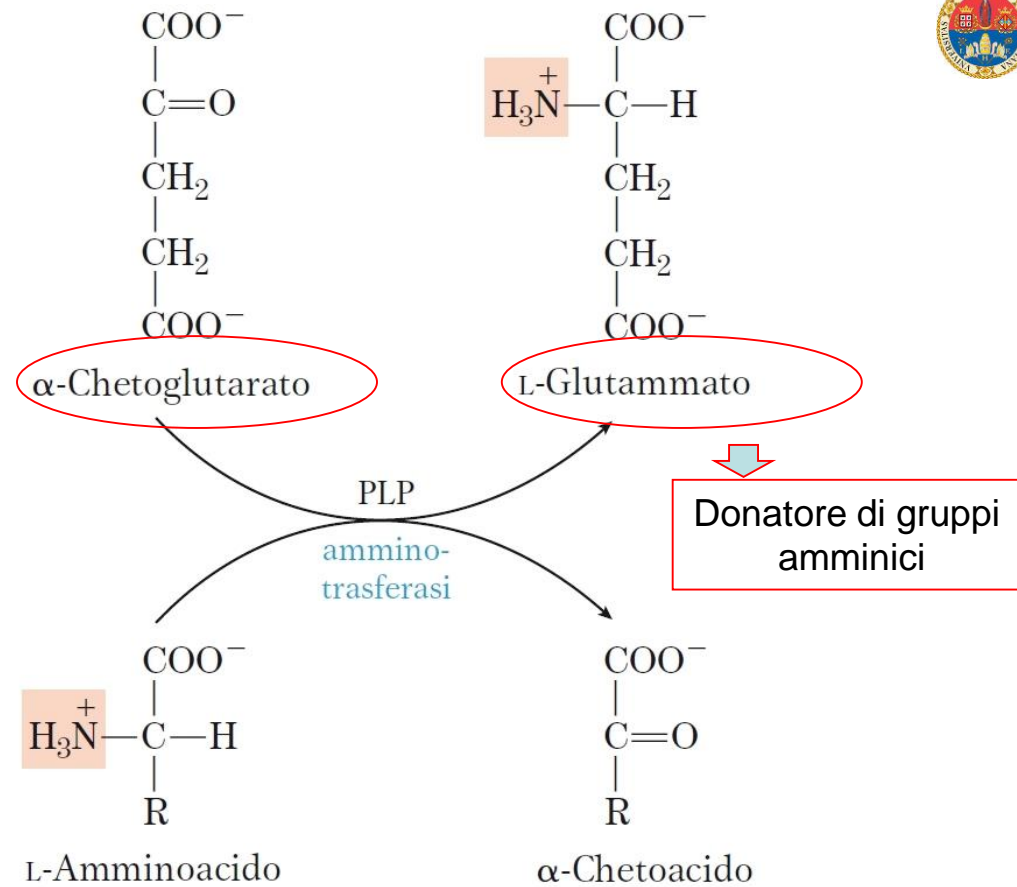 COO⁻
C=O
CH₂
CH₂
COO⁻
α-Chetoglutarato
COO⁻
H₃N⁺—C—H
CH₂
CH₂
COO⁻
L-Glutammato
PLP
ammino-
trasferasi
Donatore di gruppi
amminici
COO⁻
H₃N⁺—C—H
R
L-Amminoacido
COO⁻
C=O
R
α-Chetoacido